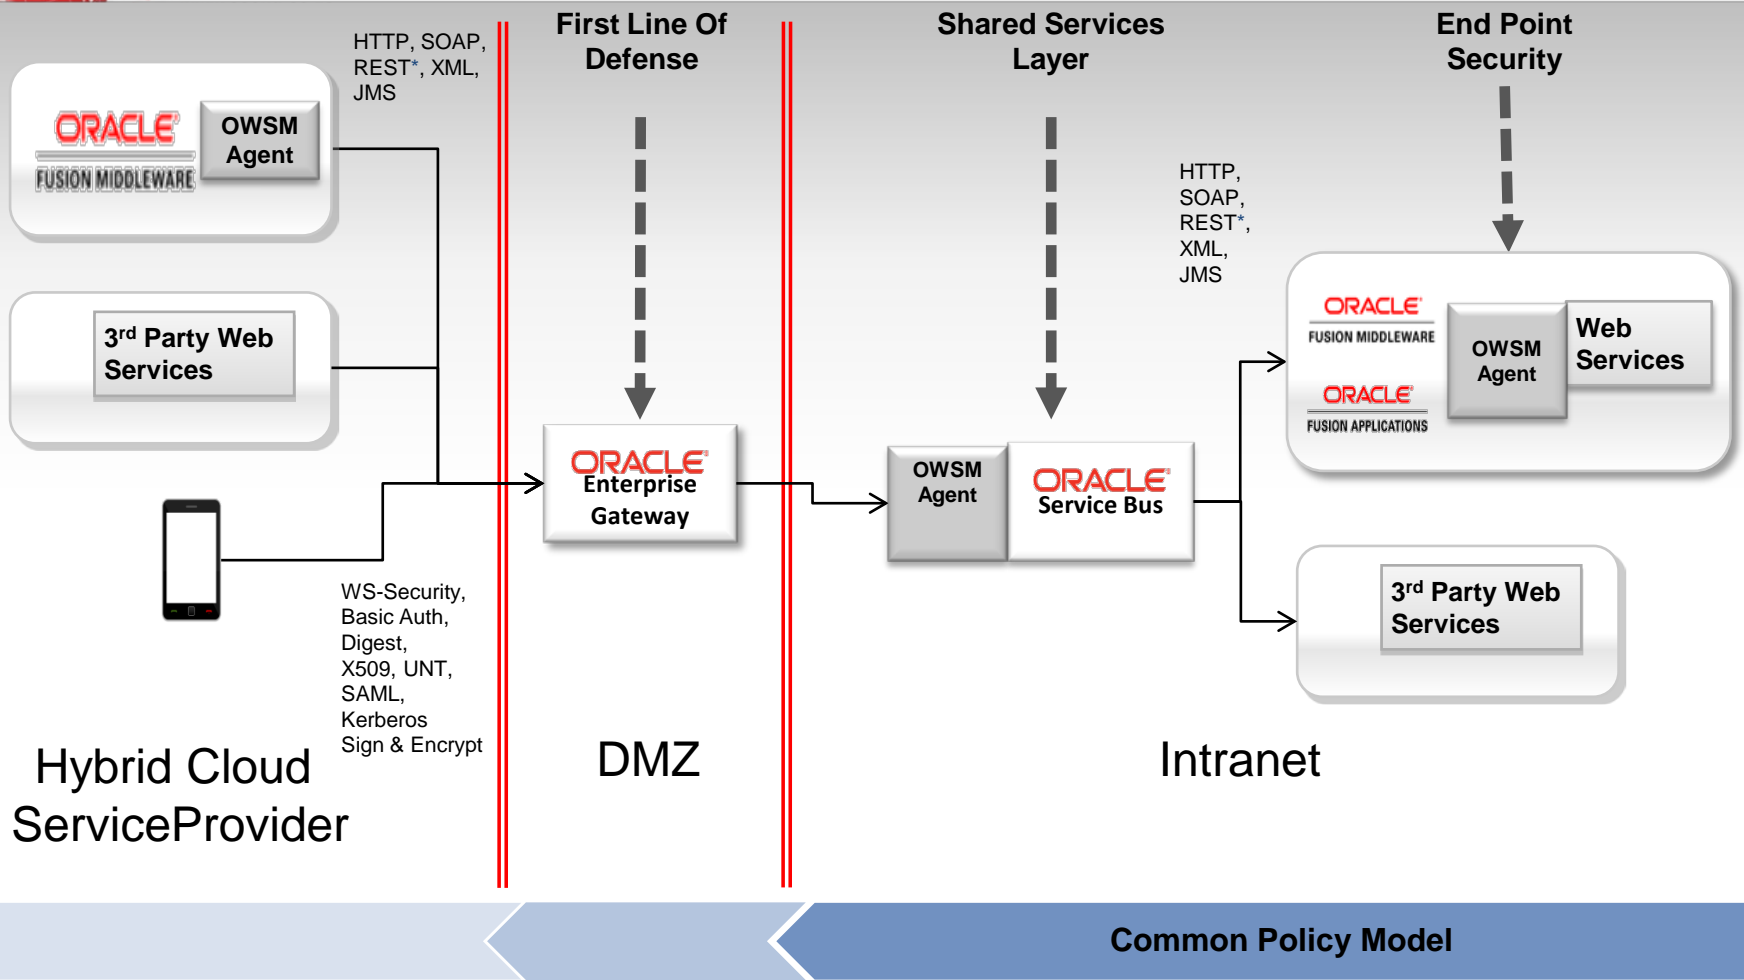 First Line Of
Defense
Shared Services
Layer
End Point
Security
HTTP, SOAP,
REST*, XML,
JMS
ORACLE®
FUSION MIDDLEWARE
OWSM
Agent
3rd Party Web
Services
WS-Security,
Basic Auth,
Digest,
X509, UNT,
SAML,
Kerberos
Sign & Encrypt
ORACLE®
Enterprise
Gateway
OWSM
Agent
ORACLE®
Service Bus
HTTP,
SOAP,
REST*,
XML,
JMS
ORACLE®
FUSION MIDDLEWARE
ORACLE®
FUSION APPLICATIONS
OWSM
Agent
Web
Services
3rd Party Web
Services
Hybrid Cloud
ServiceProvider
DMZ
Intranet
Common Policy Model